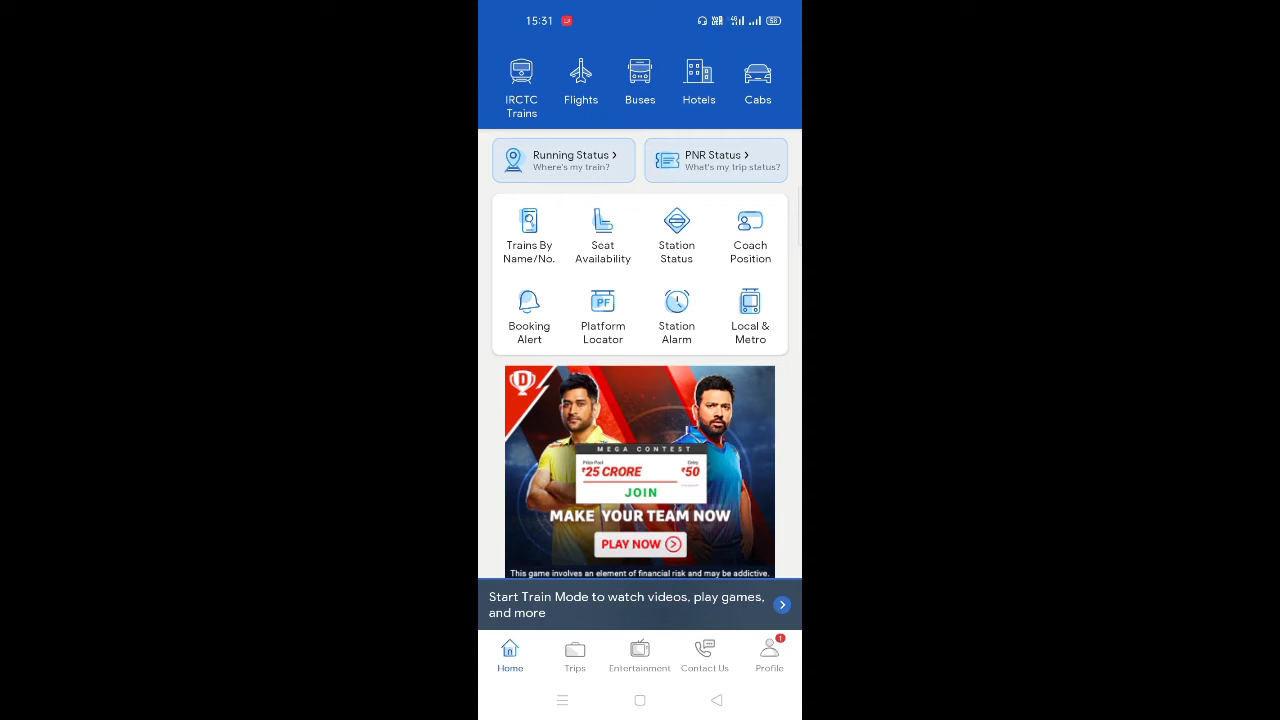 15:31
IRCTC Trains Flights Buses Hotels Cabs
Running Status >
Where's my train?
PNR Status >
What's my trip status?
Trains By Name/No.
Seat Availability
Station Status
Coach Position
Booking Alert
PF
Platform Locator
Station Alarm
Local & Metro
D
MEGA CONTEST
₹25 CRORE
Entry
₹50
JOIN
MAKE YOUR TEAM NOW
PLAY NOW
This game involves an element of financial risk and may be addictive.
Start Train Mode to watch videos, play games,
and more
1
Home Trips Entertainment Contact Us Profile